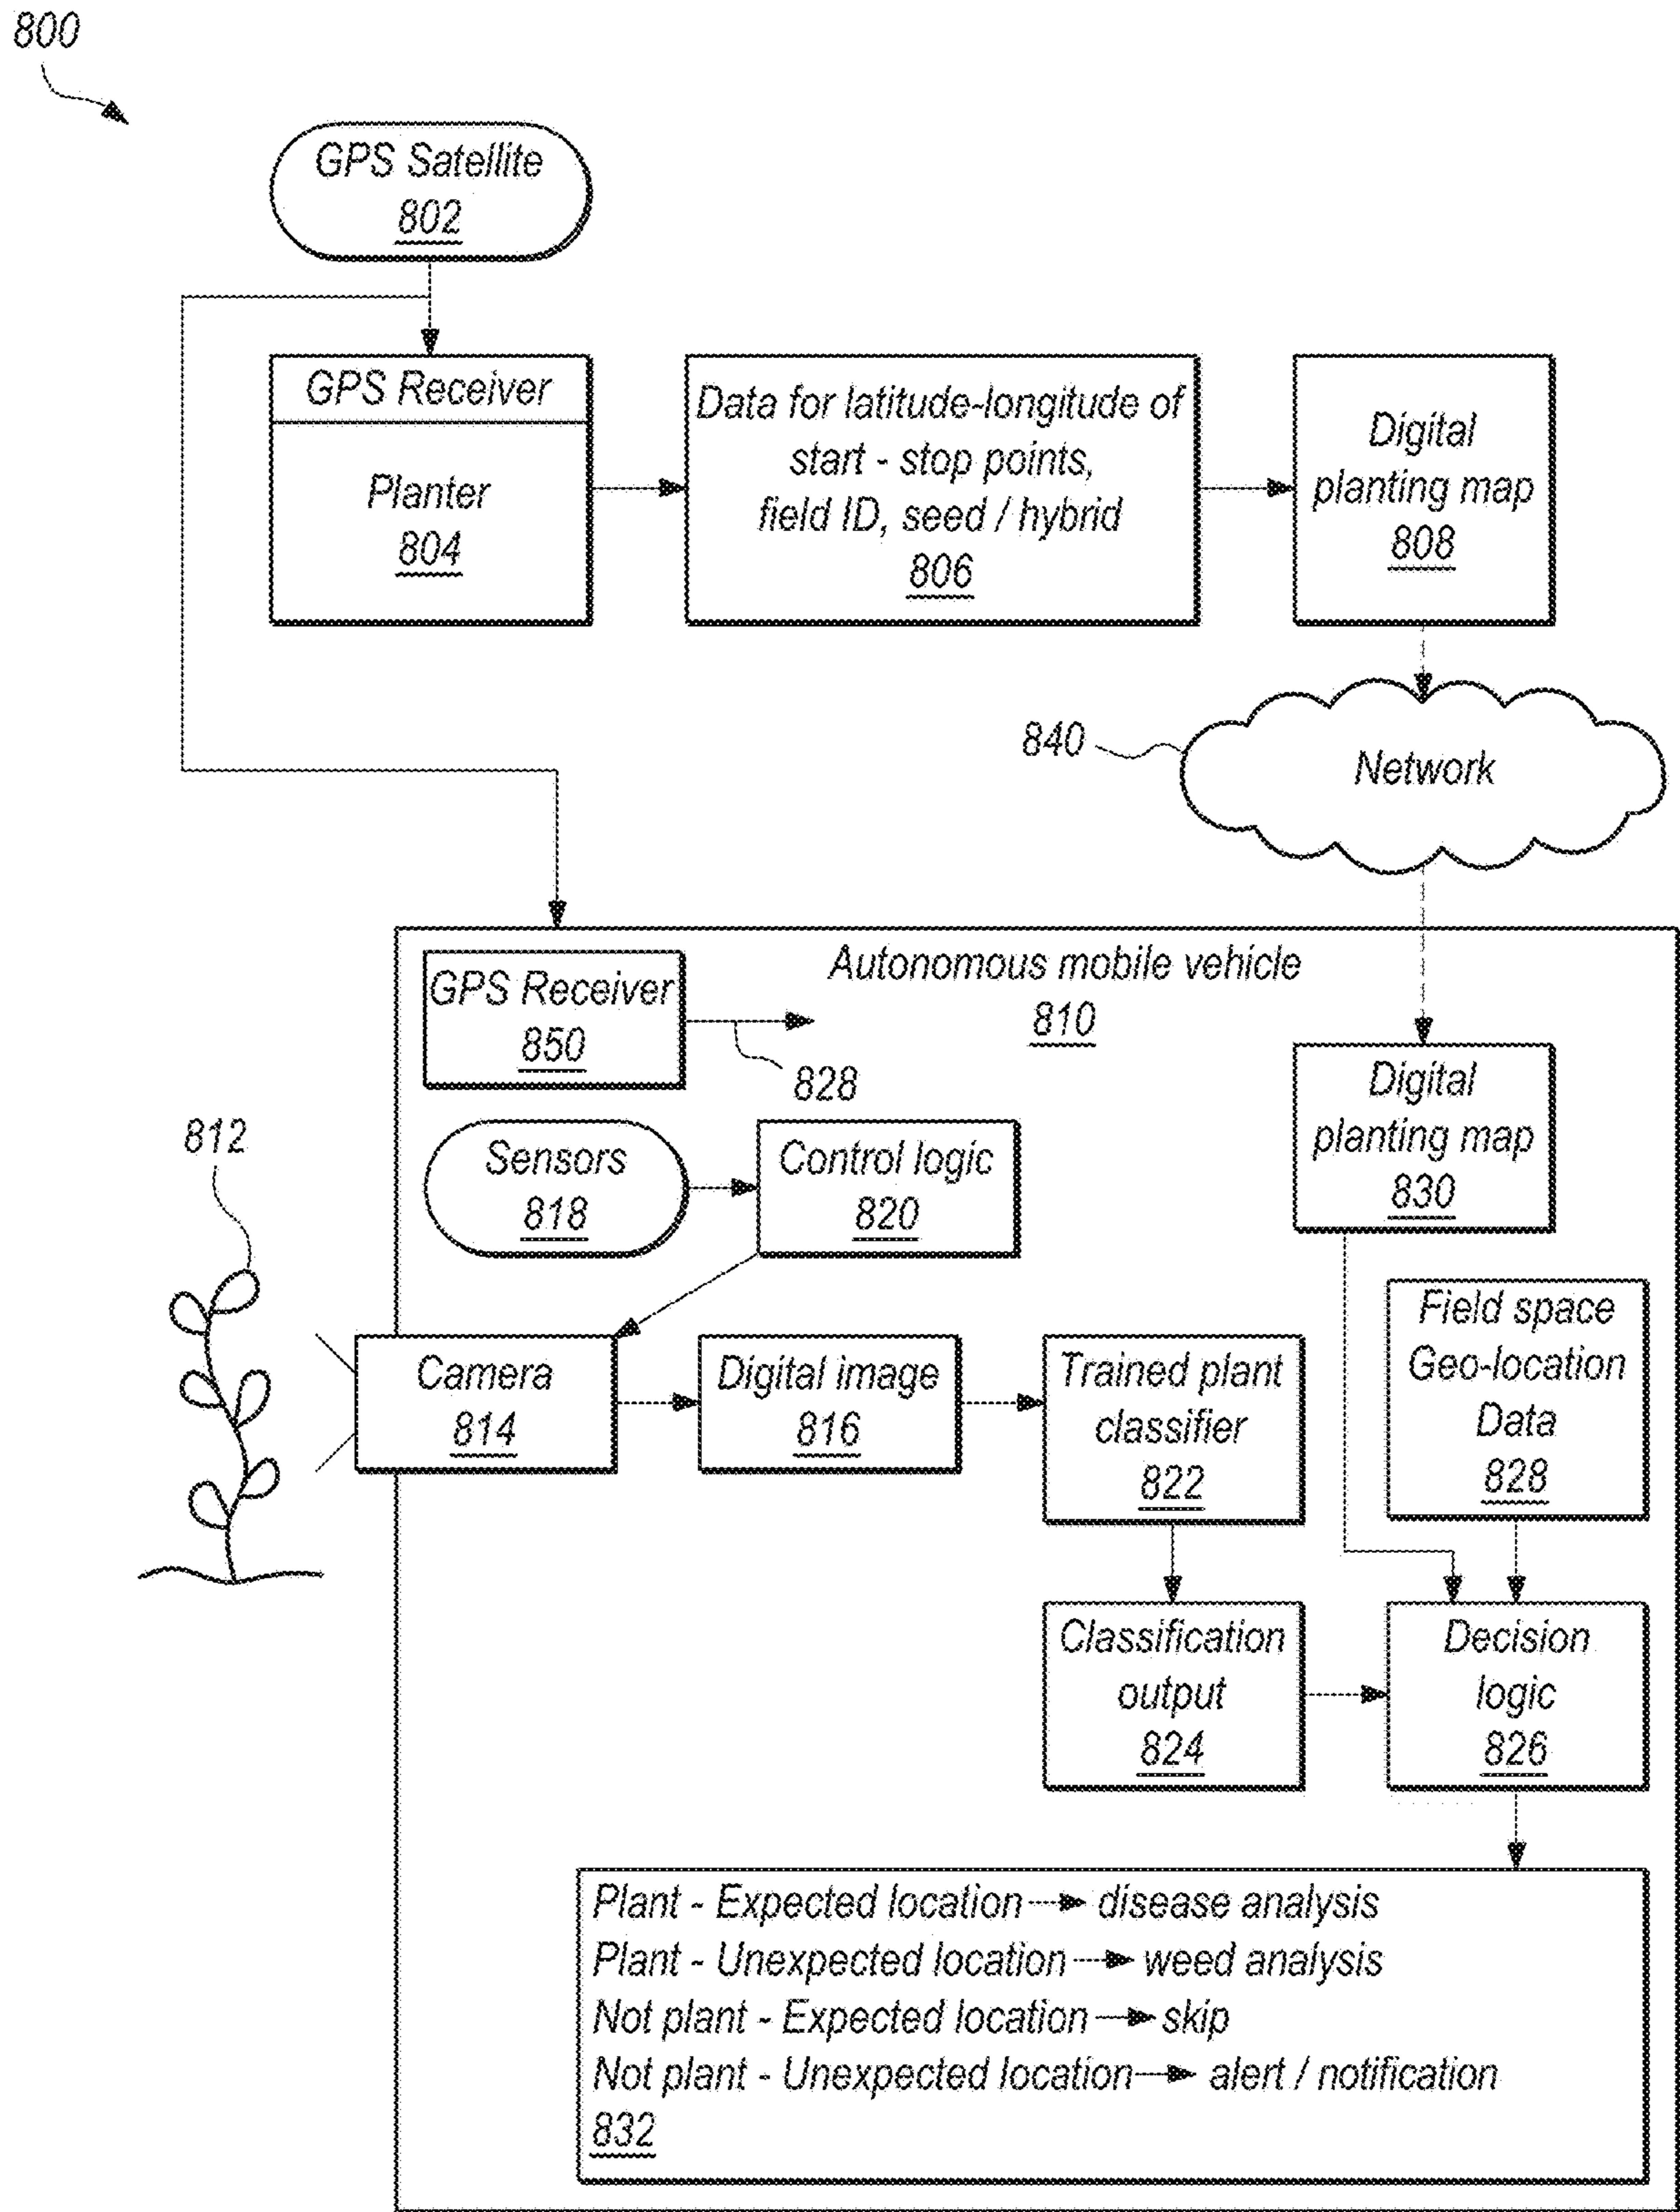 800
GPS Satellite
802
GPS Receiver
Planter
804
Data for latitude-longitude of
start - stop points,
field ID, seed / hybrid
806
Digital
planting map
808
840
Network
Autonomous mobile vehicle
810
GPS Receiver
850
828
Digital
planting map
830
812
Sensors
818
Control logic
820
Field space
Geo-location
Data
828
Camera
814
Digital image
816
Trained plant
classifier
822
Classification
output
824
Decision
logic
826
Plant - Expected location → disease analysis
Plant - Unexpected location → weed analysis
Not plant - Expected location → skip
Not plant - Unexpected location → alert / notification
832